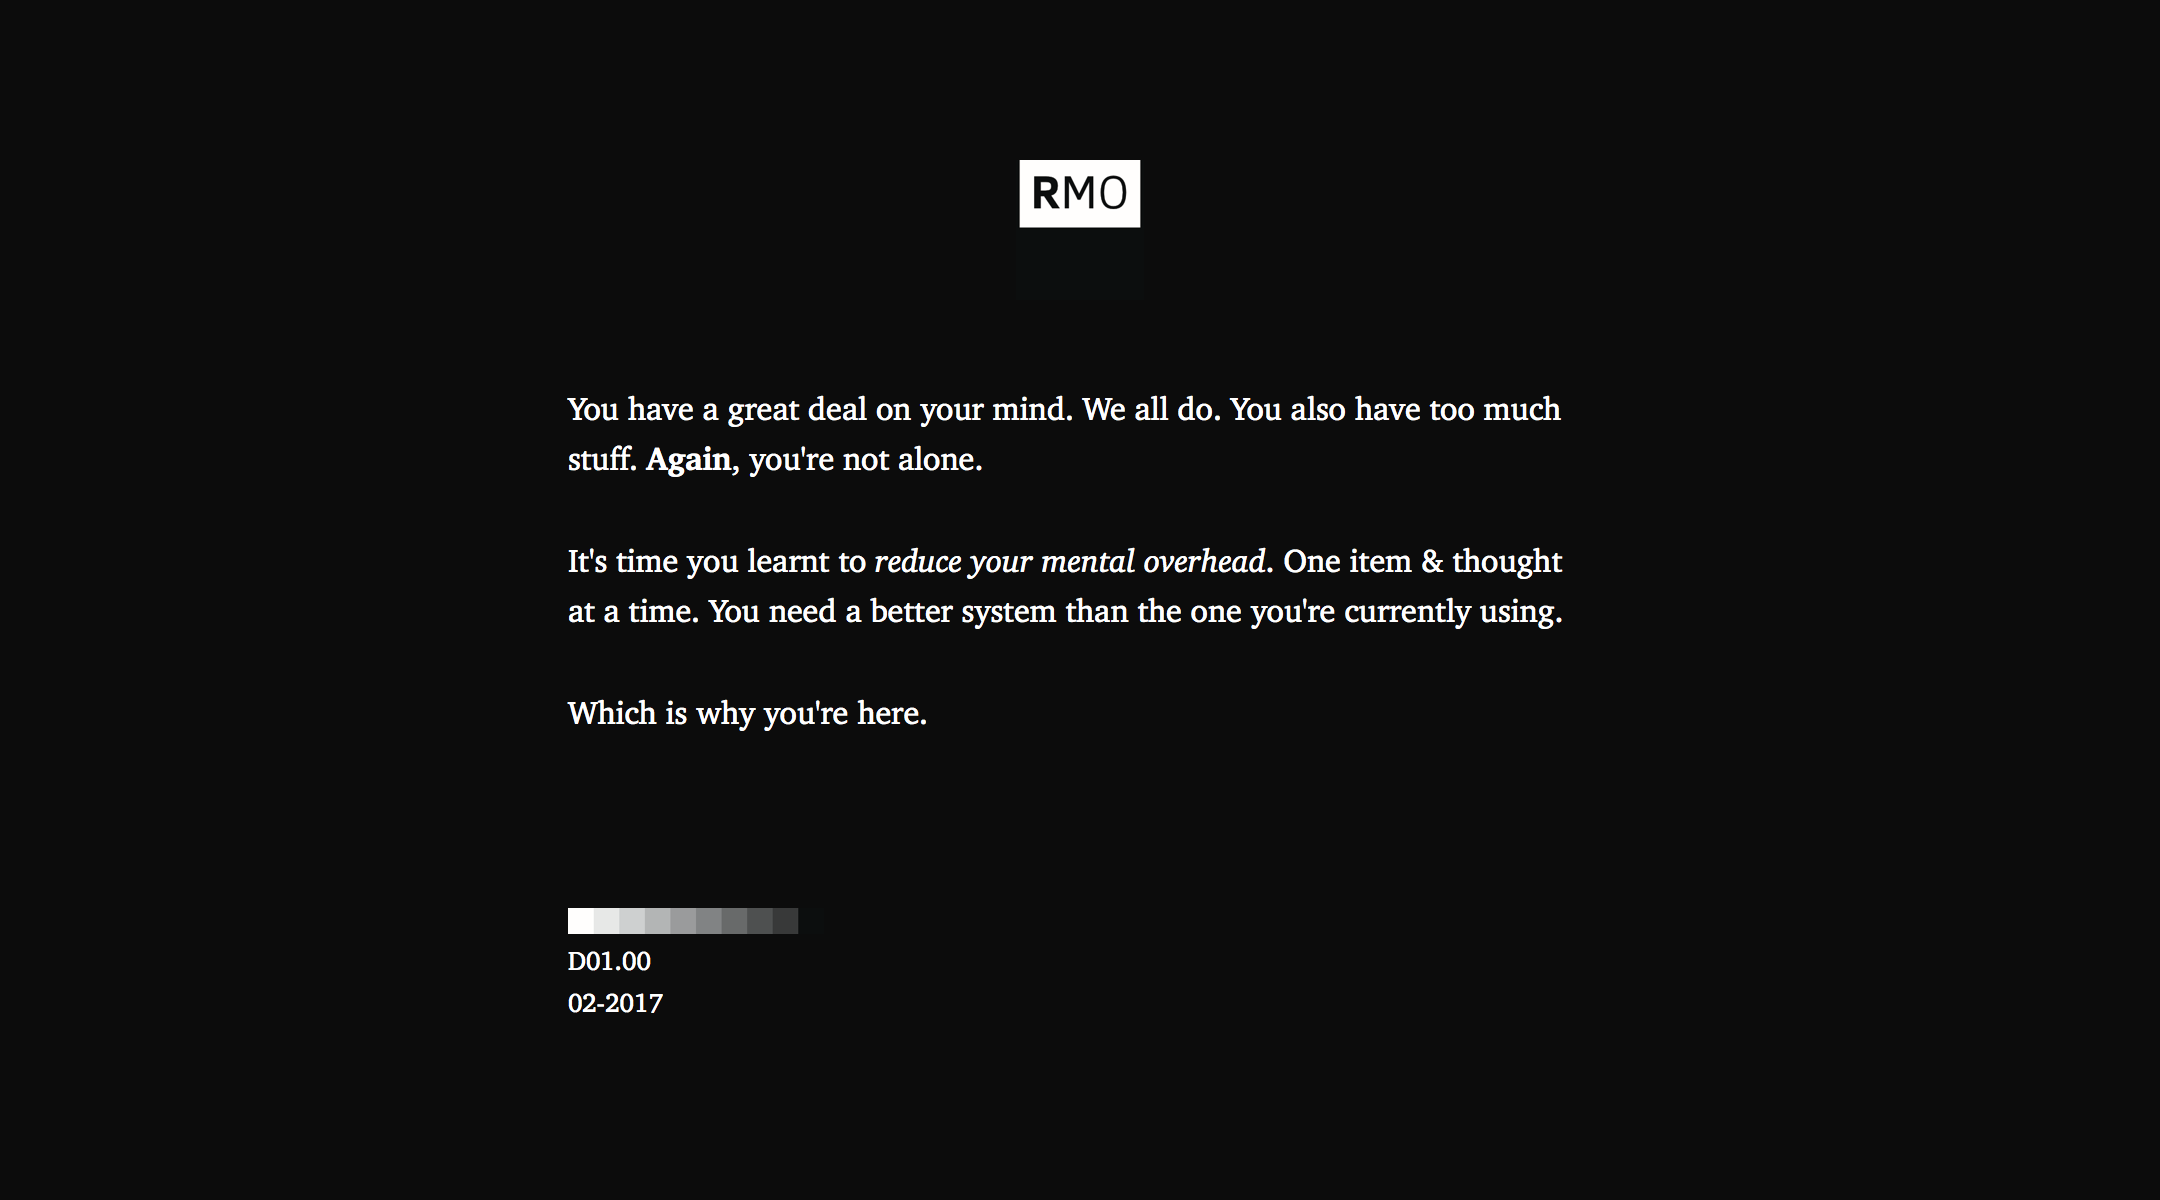 RMO
You have a great deal on your mind. We all do. You also have too much
stuff. Again, you're not alone.
It's time you learnt to reduce your mental overhead. One item & thought
at a time. You need a better system than the one you're currently using.
Which is why you're here.
D01.00
02-2017